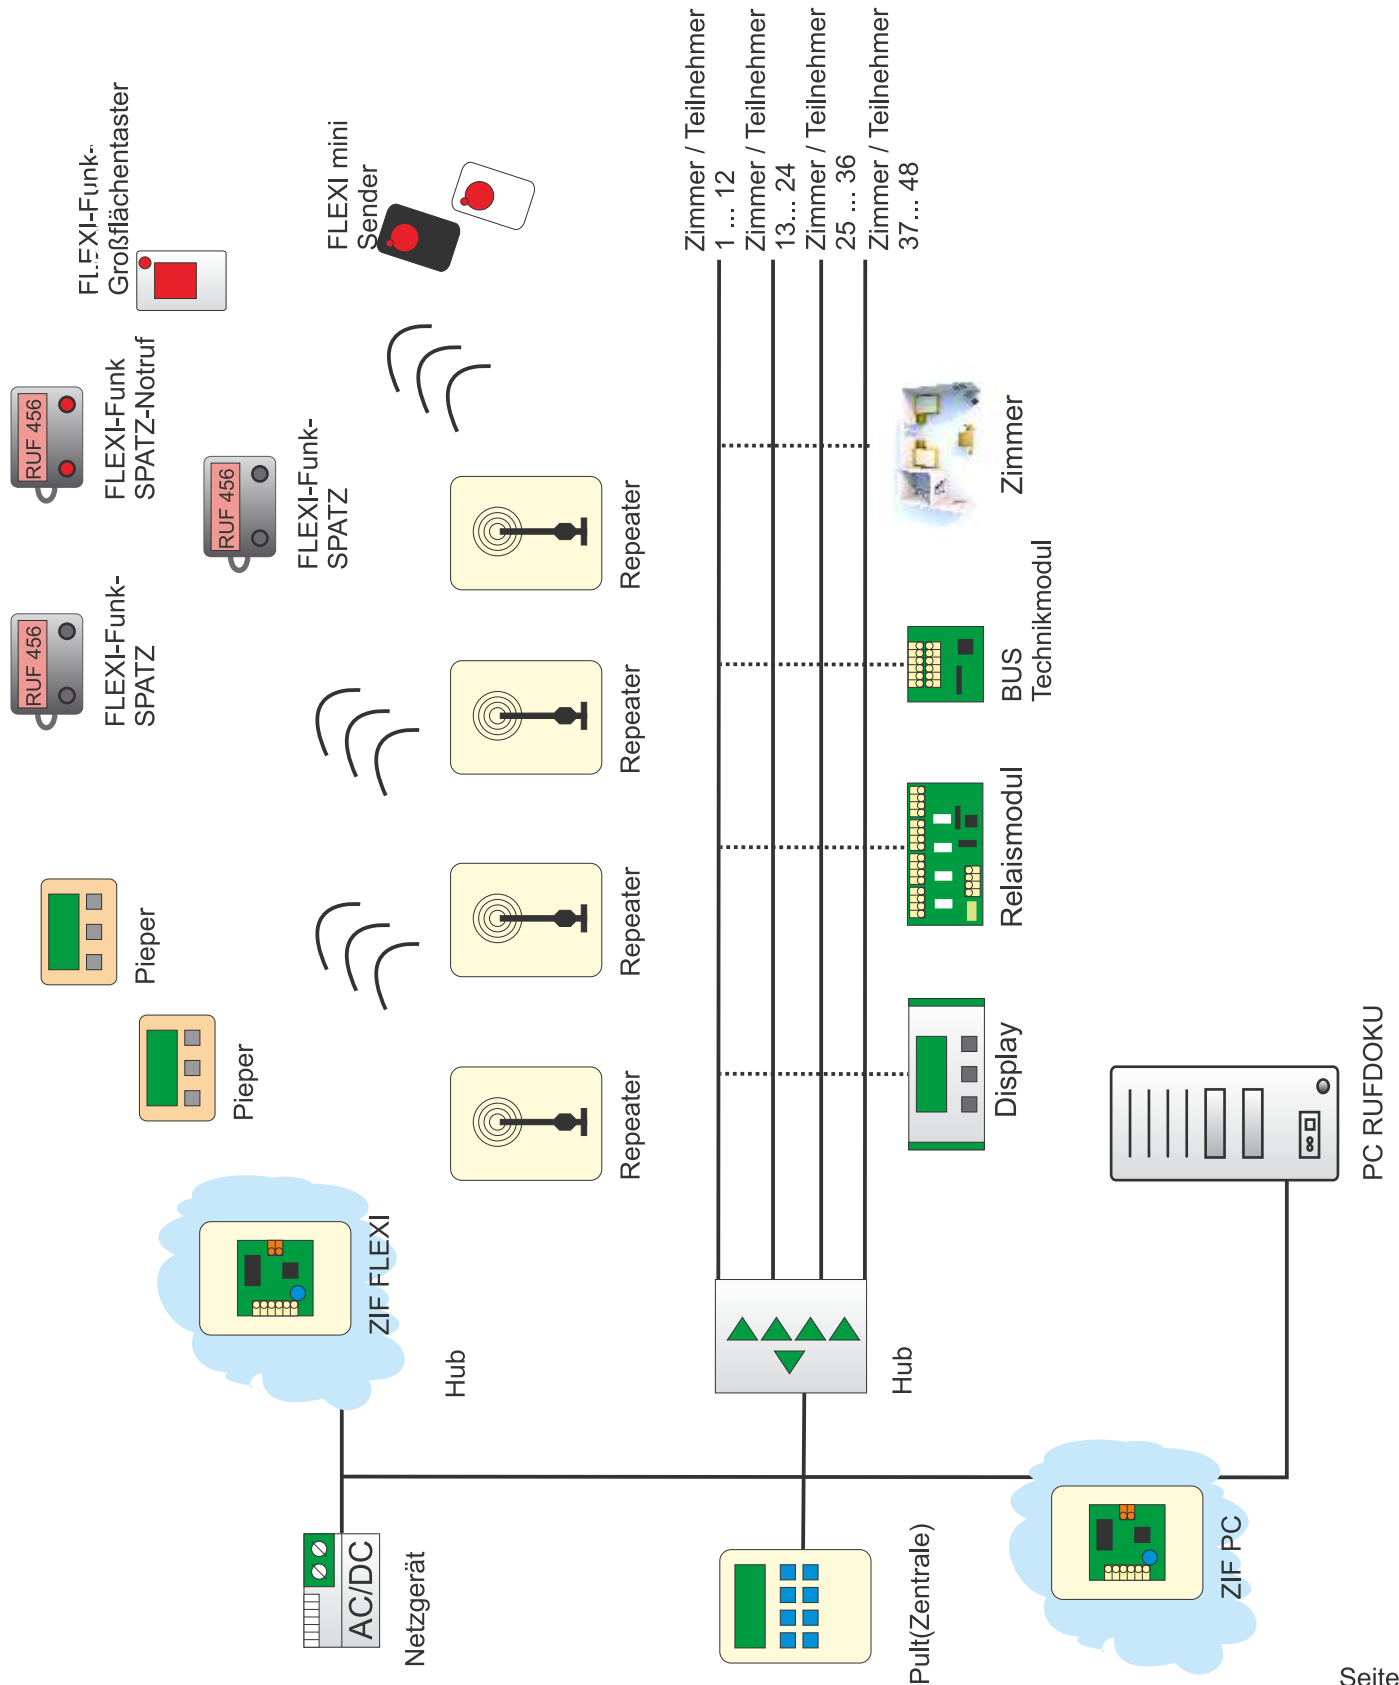 FLEXI-Funk-
Großflächentaster
RUF 456
FLEXI-Funk
SPATZ-Notruf
RUF 456
FLEXI-Funk-
SPATZ
RUF 456
FLEXI-Funk-
SPATZ
FLEXI mini
Sender
Pieper
Pieper
Repeater
Repeater
Repeater
Repeater
ZIF FLEXI
Hub
AC/DC
Netzgerät
Zimmer / Teilnehmer
1 ... 12
Zimmer / Teilnehmer
13... 24
Zimmer / Teilnehmer
25 ... 36
Zimmer / Teilnehmer
37... 48
Zimmer
BUS
Technikmodul
Relaismodul
Display
Hub
Pult(Zentrale)
ZIF PC
PC RUFDOKU
Seite